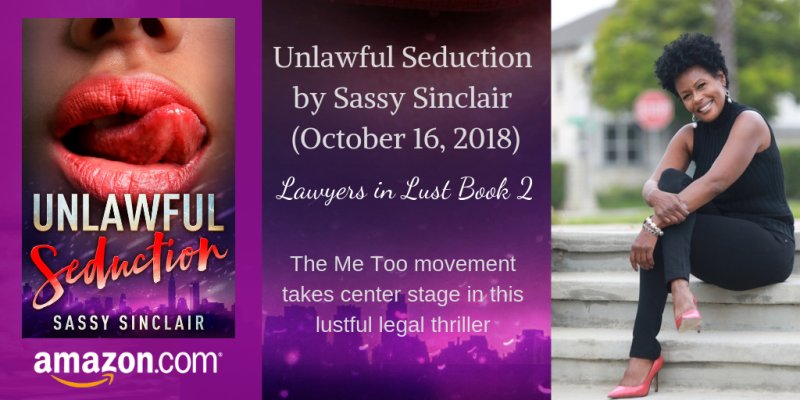 UNLAWFUL
Seduction
SASSY SINCLAIR
amazon.com
Unlawful Seduction
by Sassy Sinclair
(October 16, 2018)
Lawyers in Lust Book 2
The Me Too movement
takes center stage in this
lustful legal thriller